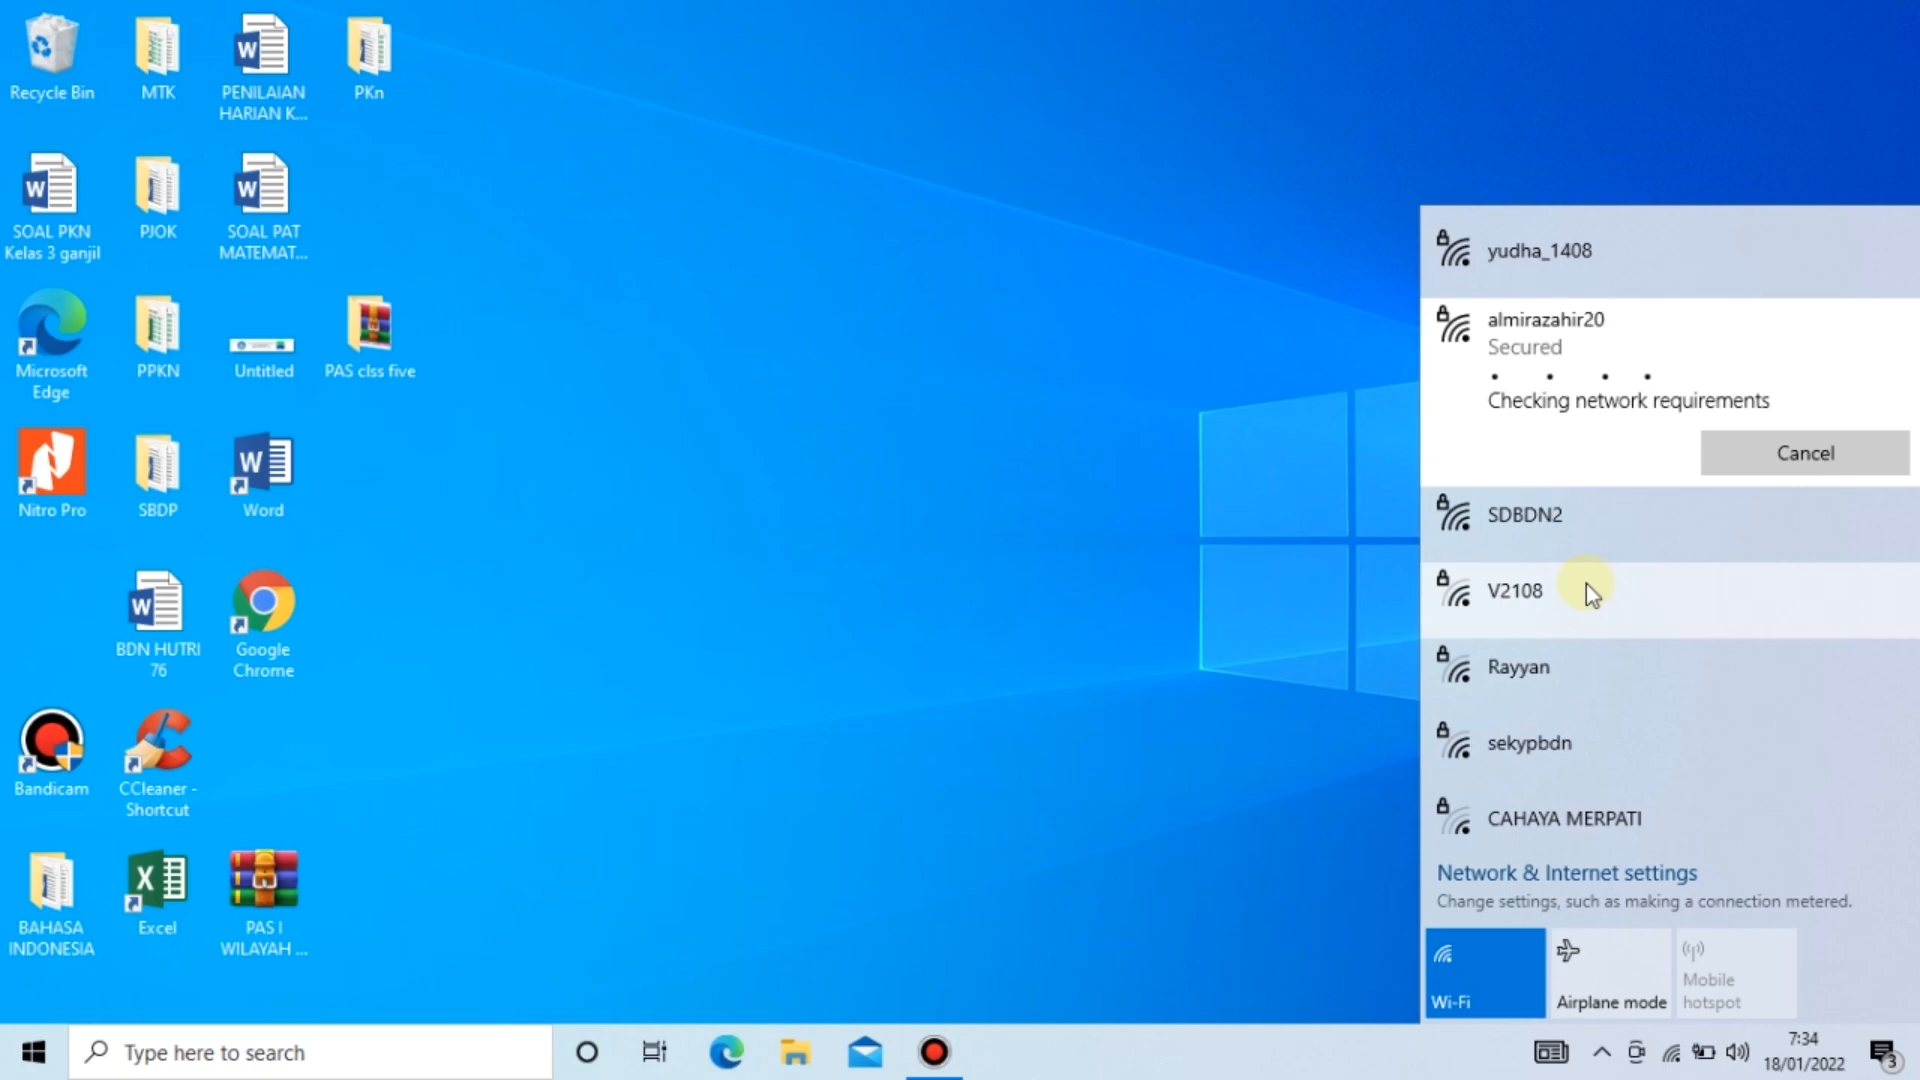 Recycle Bin
MTK
PENILAIAN
HARIAN K...
PKn
SOAL PKN
Kelas 3 ganjil
PJOK
SOAL PAT
MATEMAT...
Microsoft
Edge
PPKN
Untitled
PAS clss five
Nitro Pro
SBDP
Word
BDN HUTRI
76
Google
Chrome
Bandicam
CCleaner -
Shortcut
BAHASA
INDONESIA
Excel
PAS I
WILAYAH ...
yudha_1408
almirazahir20
Secured
Checking network requirements
Cancel
SDBDN2
V2108
Rayyan
sekypbdn
CAHAYA MERPATI
Network & Internet settings
Change settings, such as making a connection metered.
Wi-Fi
Airplane mode
Mobile
hotspot
Type here to search
7:34
18/01/2022
3